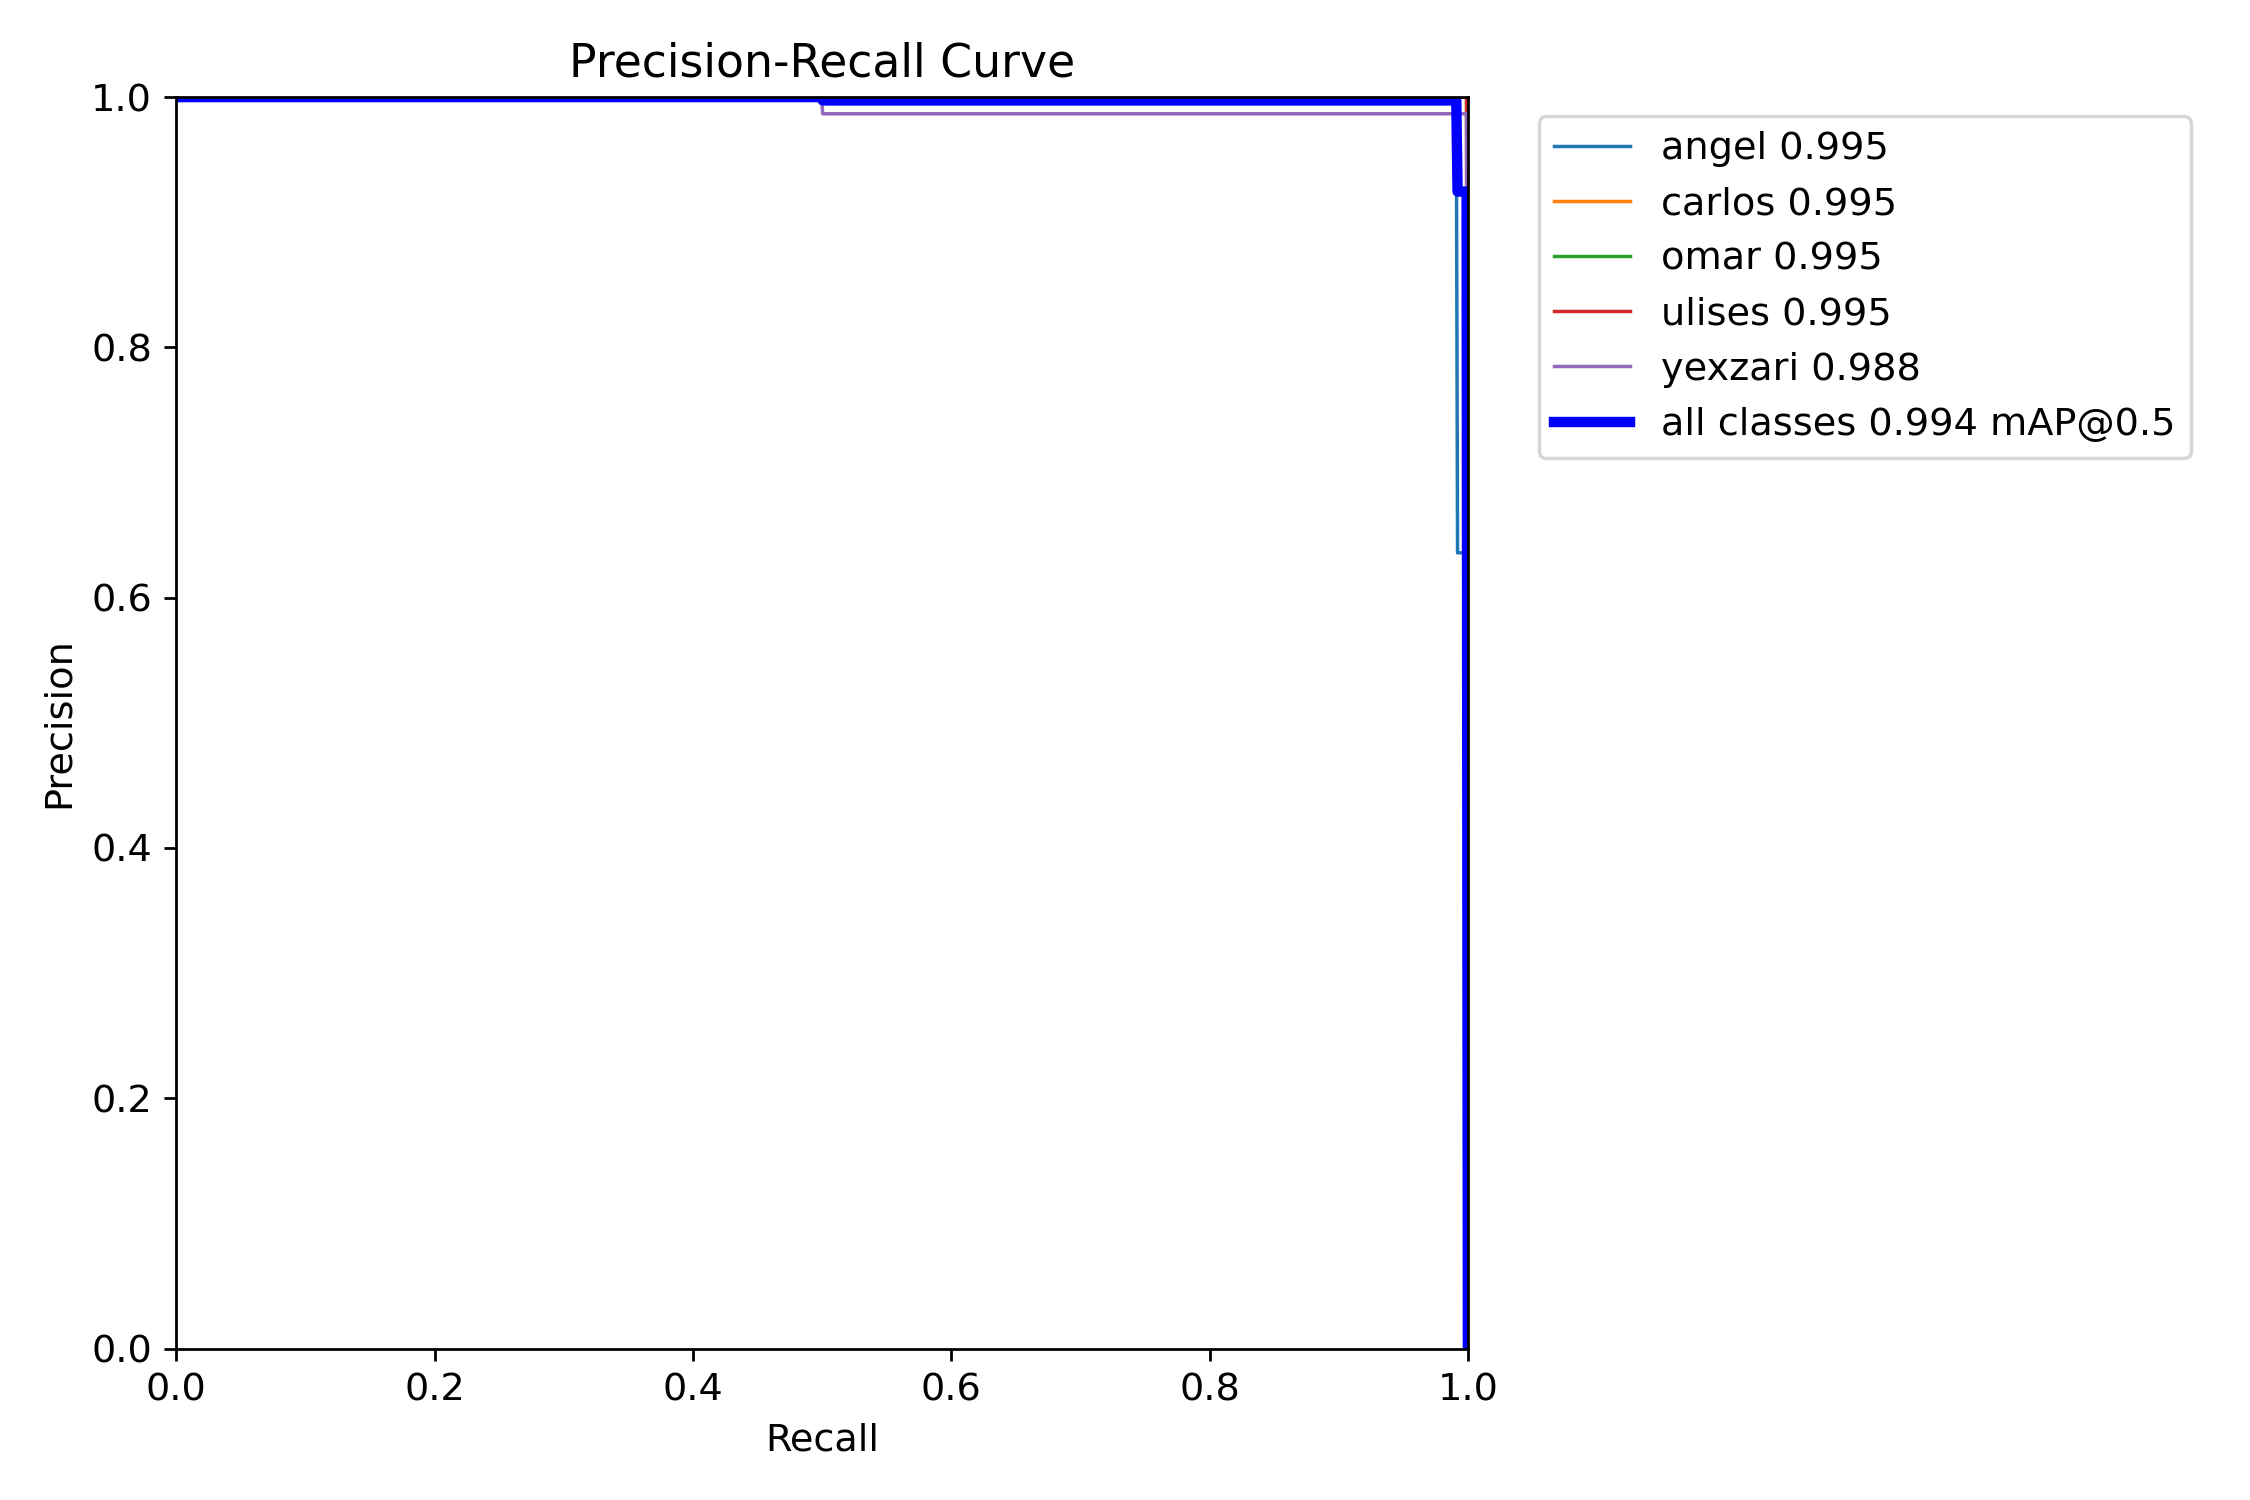 Precision-Recall Curve
1.0
0.8
0.6
0.4
0.2
0.0
Precision
0.0 0.2 0.4 0.6 0.8 1.0
Recall
angel 0.995
carlos 0.995
omar 0.995
ulises 0.995
yexzari 0.988
all classes 0.994 mAP@0.5